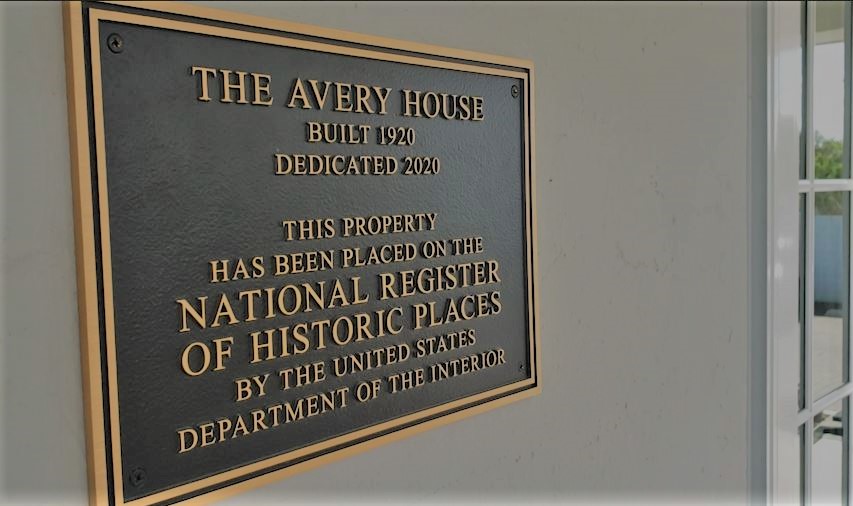 THE AVERY HOUSE
BUILT 1920
DEDICATED 2020
THIS PROPERTY
HAS BEEN PLACED ON THE
NATIONAL REGISTER
OF HISTORIC PLACES
BY THE UNITED STATES
DEPARTMENT OF THE INTERIOR